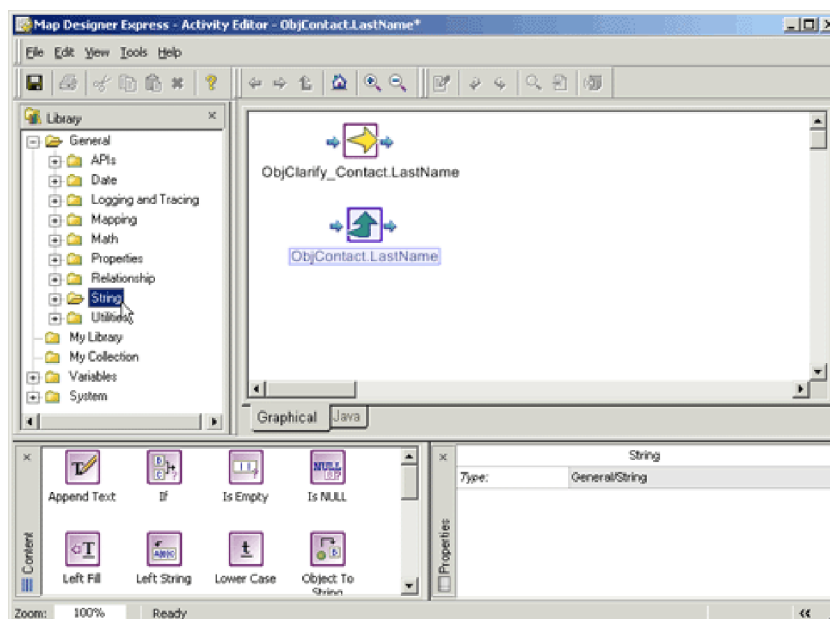 Map Designer Express - Activity Editor - ObjContact.LastName*
File Edit View Tools Help
Library
General
APIs
Date
Logging and Tracing
Mapping
Math
Properties
Relationship
String
Utilities
My Library
My Collection
Variables
System
ObjClarify_Contact.LastName
ObjContact.LastName
Graphical Java
Content
Append Text If Is Empty Is NULL
Left Fill Left String Lower Case Object To
String
Properties
String
Type: General/String
Zoom: 100% Ready